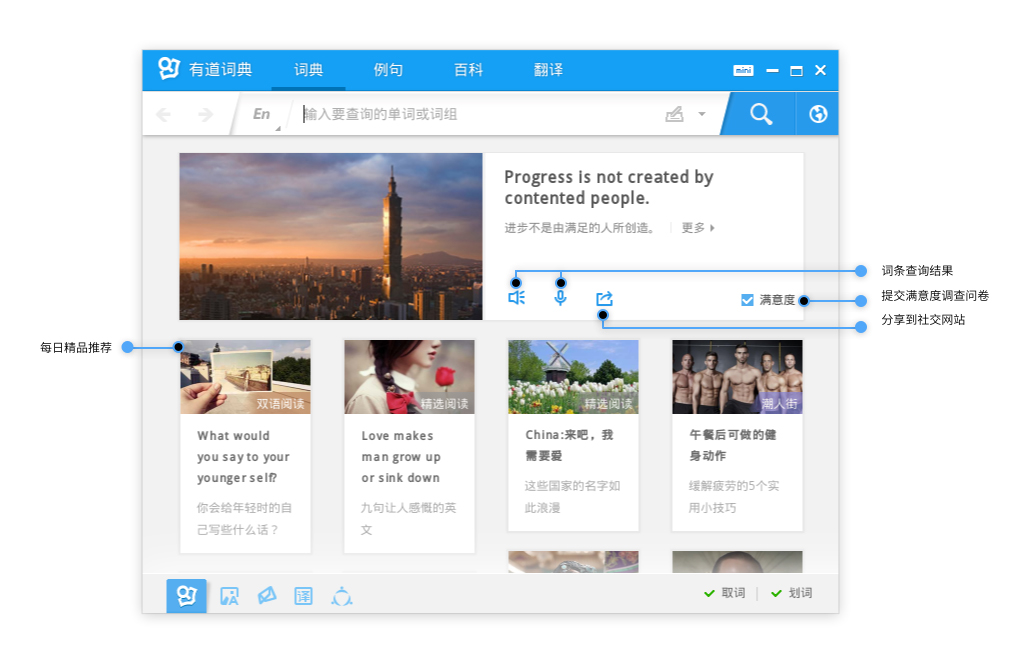 有道词典
词典
例句
百科
翻译
mini
En
输入要查询的单词或词组
Progress is not created by
contented people.
进步不是由满足的人所创造。
更多
词条查询结果
提交满意度调查问卷
满意度
分享到社交网站
每日精品推荐
双语阅读
精选阅读
精选阅读
潮人街
What would
you say to your
younger self?
你会给年轻时的自
己写些什么话？
Love makes
man grow up
or sink down
九句让人感慨的英
文
China:来吧，我
需要爱
这些国家的名字如
此浪漫
午餐后可做的健
身动作
缓解疲劳的5个实
用小技巧
A
译
取词
划词